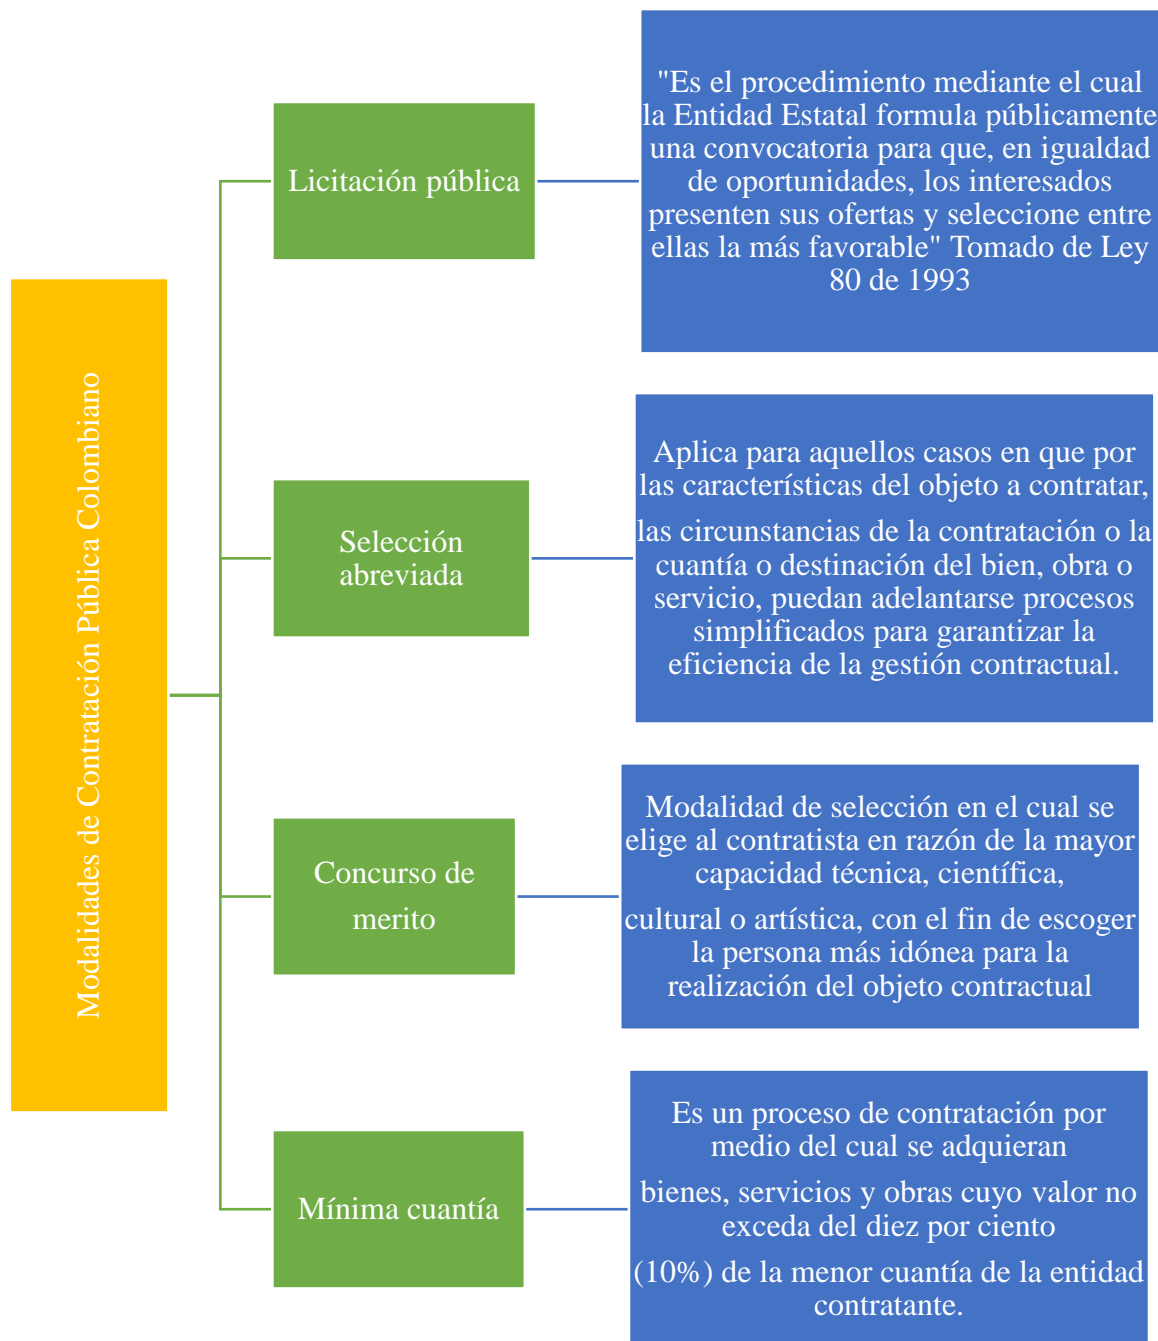 Modalidades de Contratación Pública Colombiano
Licitación pública
"Es el procedimiento mediante el cual
la Entidad Estatal formula públicamente
una convocatoria para que, en igualdad
de oportunidades, los interesados
presenten sus ofertas y seleccione entre
ellas la más favorable" Tomado de Ley
80 de 1993
Selección
abreviada
Aplica para aquellos casos en que por
las características del objeto a contratar,
las circunstancias de la contratación o la
cuantía o destinación del bien, obra o
servicio, puedan adelantarse procesos
simplificados para garantizar la
eficiencia de la gestión contractual.
Concurso de
merito
Modalidad de selección en el cual se
elige al contratista en razón de la mayor
capacidad técnica, científica,
cultural o artística, con el fin de escoger
la persona más idónea para la
realización del objeto contractual
Mínima cuantía
Es un proceso de contratación por
medio del cual se adquieran
bienes, servicios y obras cuyo valor no
exceda del diez por ciento
(10%) de la menor cuantía de la entidad
contratante.